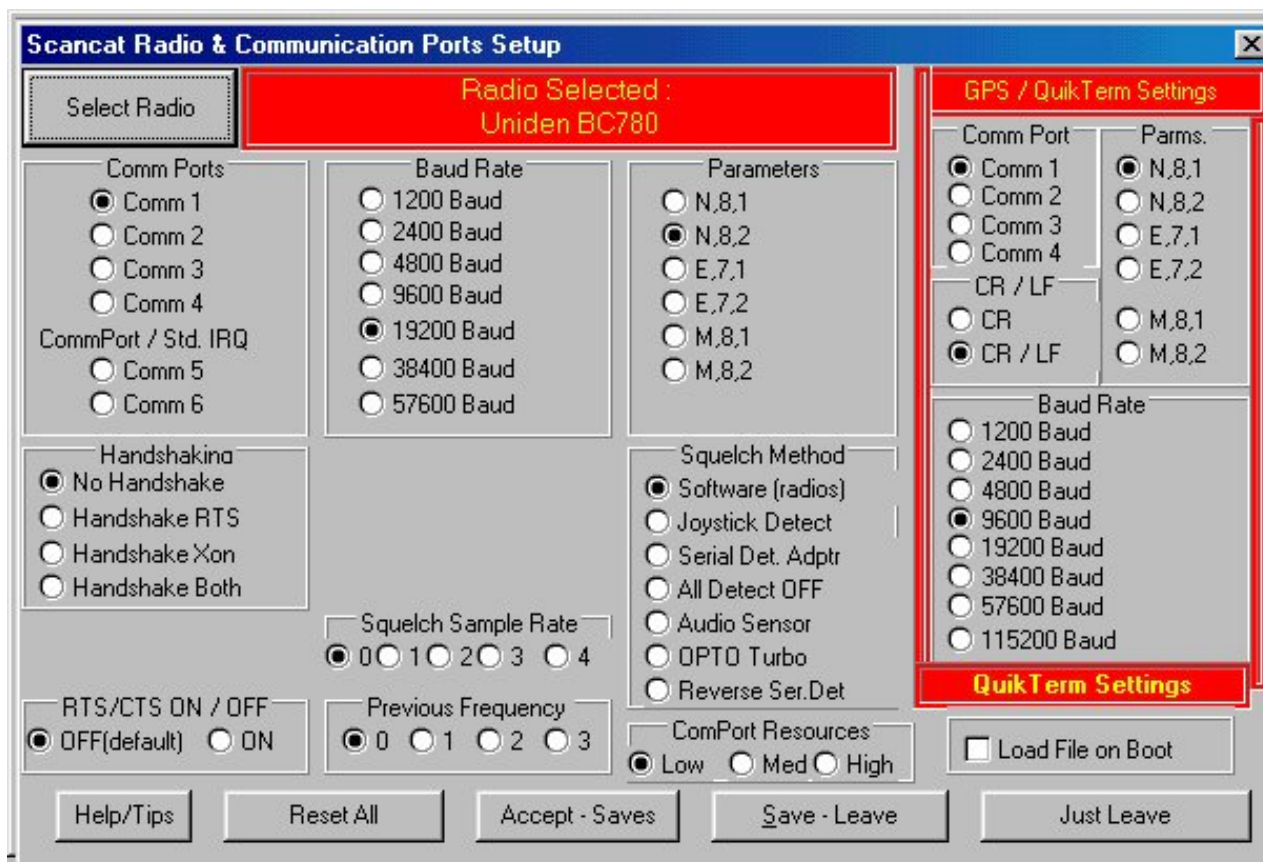 Scancat Radio & Communication Ports Setup
Select Radio
Radio Selected :
Uniden BC780
Comm Ports
Comm 1
Comm 2
Comm 3
Comm 4
CommPort / Std. IRQ
Comm 5
Comm 6
Baud Rate
1200 Baud
2400 Baud
4800 Baud
9600 Baud
19200 Baud
38400 Baud
57600 Baud
Parameters
N,8,1
N,8,2
E,7,1
E,7,2
M,8,1
M,8,2
Handshaking
No Handshake
Handshake RTS
Handshake Xon
Handshake Both
Squelch Sample Rate
0 1 2 3 4
Squelch Method
Software (radios)
Joystick Detect
Serial Det. Adptr
All Detect OFF
Audio Sensor
OPTO Turbo
Reverse Ser.Det
RTS/CTS ON / OFF
OFF(default) ON
Previous Frequency
0 1 2 3
ComPort Resources
Low Med High
GPS / QuikTerm Settings
Comm Port
Comm 1
Comm 2
Comm 3
Comm 4
CR / LF
CR
CR / LF
Parms.
N,8,1
N,8,2
E,7,1
E,7,2
M,8,1
M,8,2
Baud Rate
1200 Baud
2400 Baud
4800 Baud
9600 Baud
19200 Baud
38400 Baud
57600 Baud
115200 Baud
QuikTerm Settings
Load File on Boot
Help/Tips
Reset All
Accept - Saves
Save - Leave
Just Leave